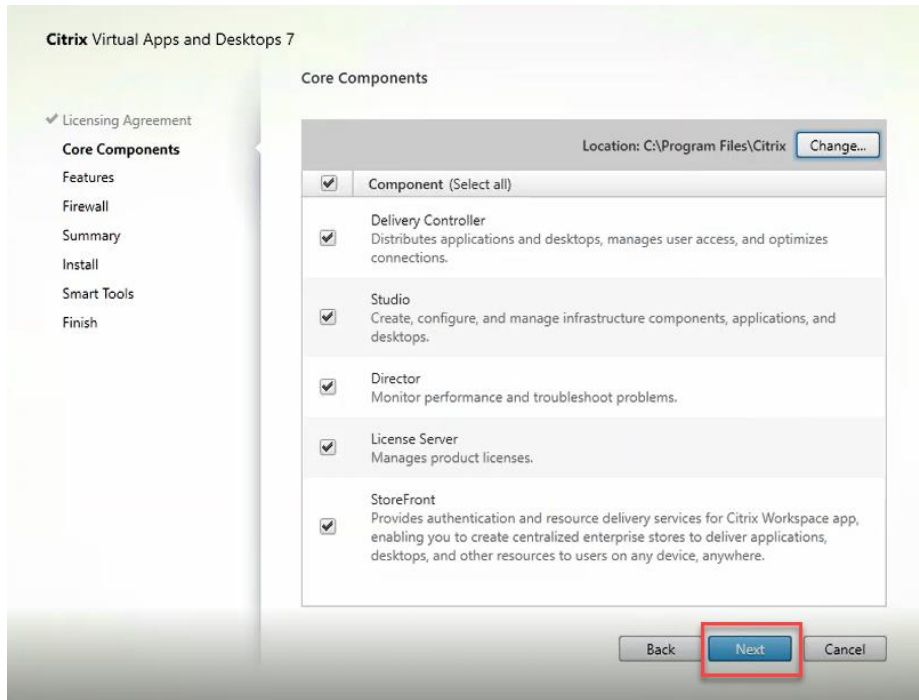 Citrix Virtual Apps and Desktops 7
Core Components
Licensing Agreement
Core Components
Features
Firewall
Summary
Install
Smart Tools
Finish
Location: C:\Program Files\Citrix Change...
Component (Select all)
Delivery Controller
Distributes applications and desktops, manages user access, and optimizes
connections.
Studio
Create, configure, and manage infrastructure components, applications, and
desktops.
Director
Monitor performance and troubleshoot problems.
License Server
Manages product licenses.
StoreFront
Provides authentication and resource delivery services for Citrix Workspace app,
enabling you to create centralized enterprise stores to deliver applications,
desktops, and other resources to users on any device, anywhere.
Back Next Cancel